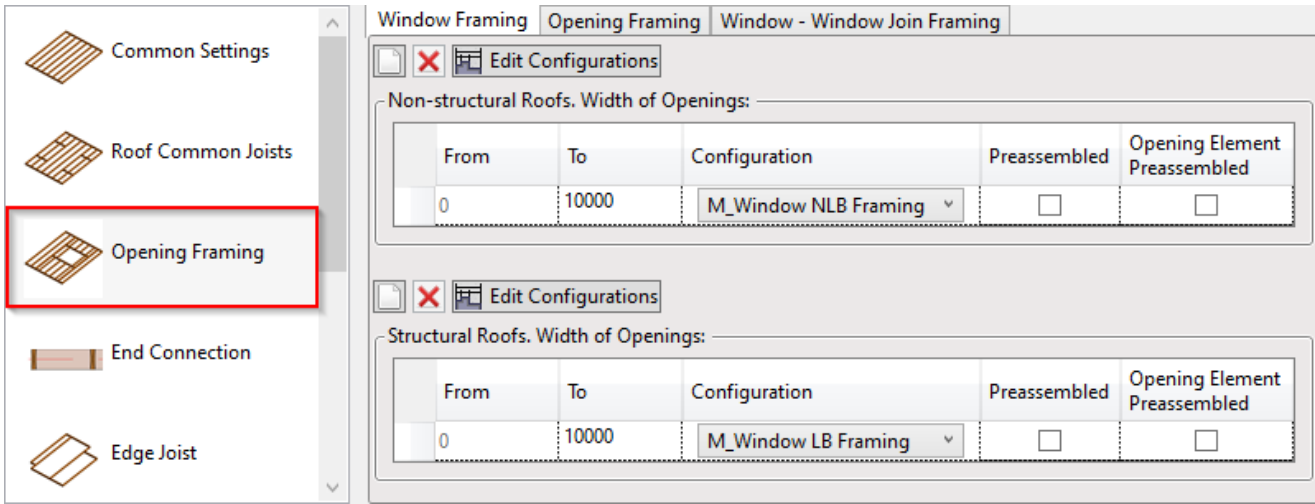 Common Settings
Roof Common Joists
Opening Framing
End Connection
Edge Joist
Window Framing Opening Framing Window - Window Join Framing
Edit Configurations
Non-structural Roofs. Width of Openings:
From To Configuration Preassembled Opening Element
Preassembled
0 10000 M_Window NLB Framing
Edit Configurations
Structural Roofs. Width of Openings:
From To Configuration Preassembled Opening Element
Preassembled
0 10000 M_Window LB Framing